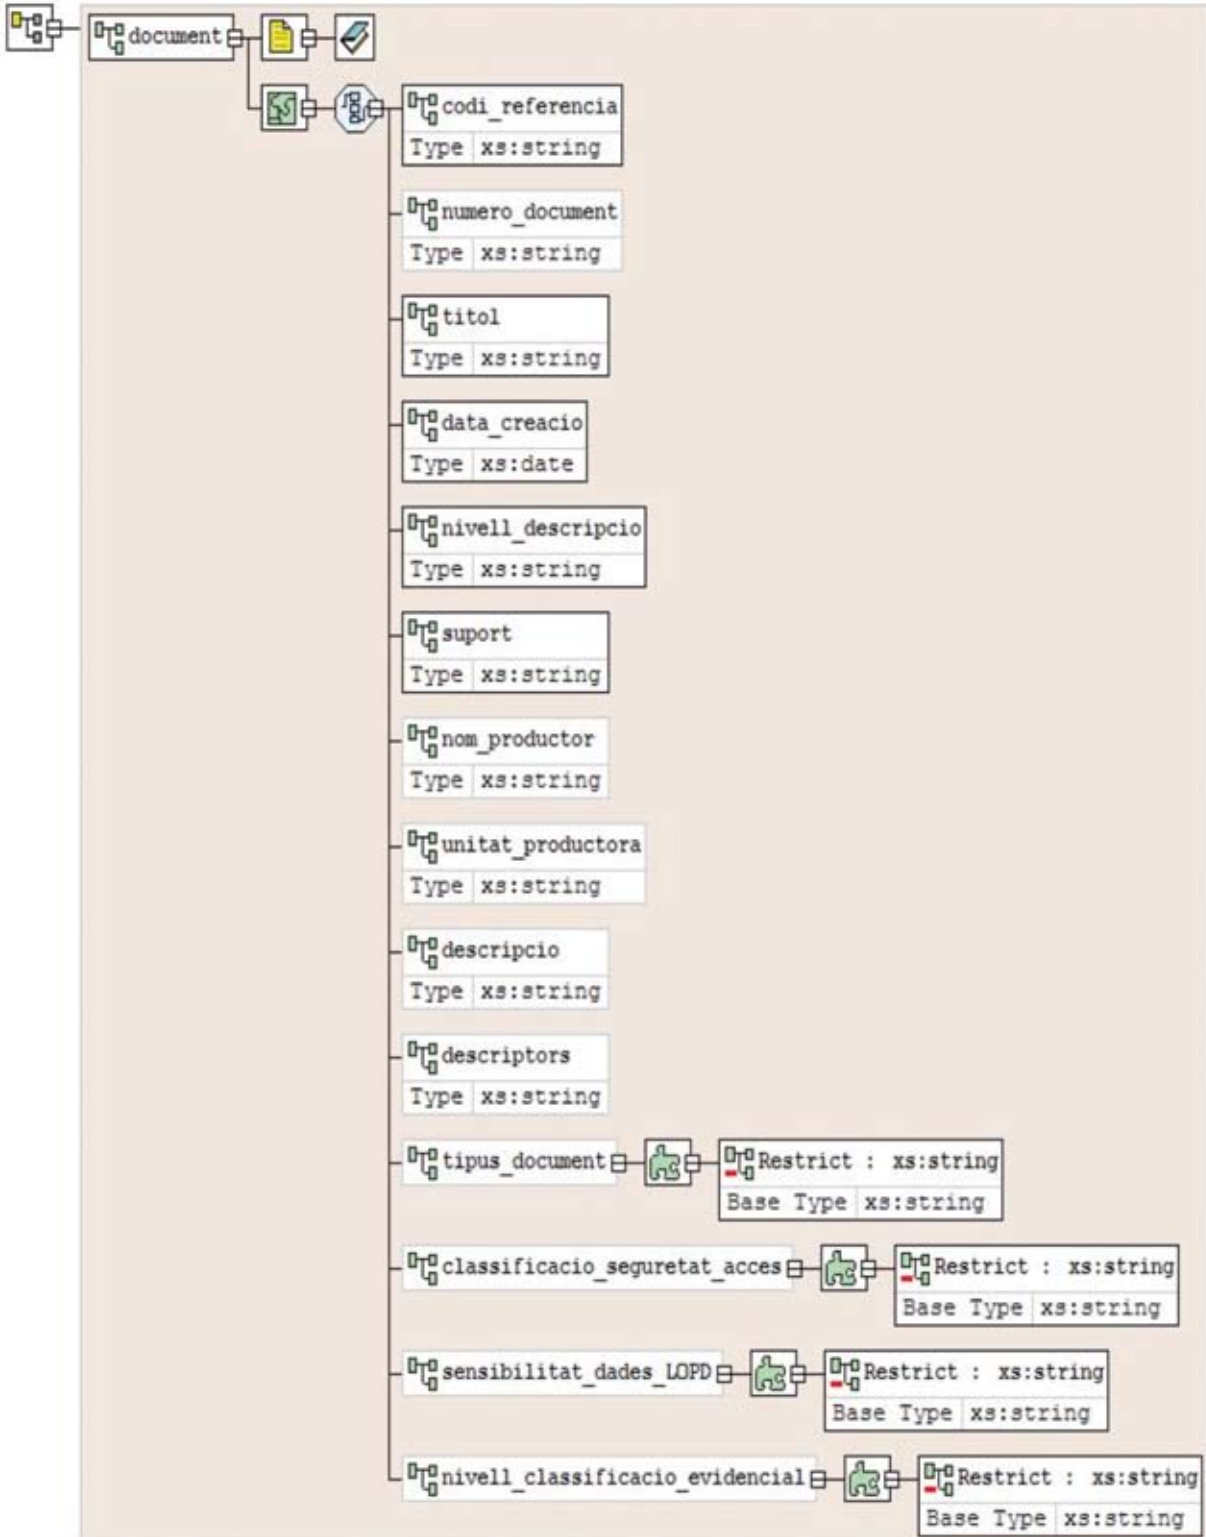 document
codi_referencia
Type xs:string
numero_document
Type xs:string
titol
Type xs:string
data_creacio
Type xs:date
nivell_descripcio
Type xs:string
suport
Type xs:string
nom_productor
Type xs:string
unitat_productora
Type xs:string
descripcio
Type xs:string
descriptors
Type xs:string
tipus_document
Restrict : xs:string
Base Type xs:string
classificacio_seguretat_acces
Restrict : xs:string
Base Type xs:string
sensibilitat_dades_LOPD
Restrict : xs:string
Base Type xs:string
nivell_classificacio_evidencial
Restrict : xs:string
Base Type xs:string